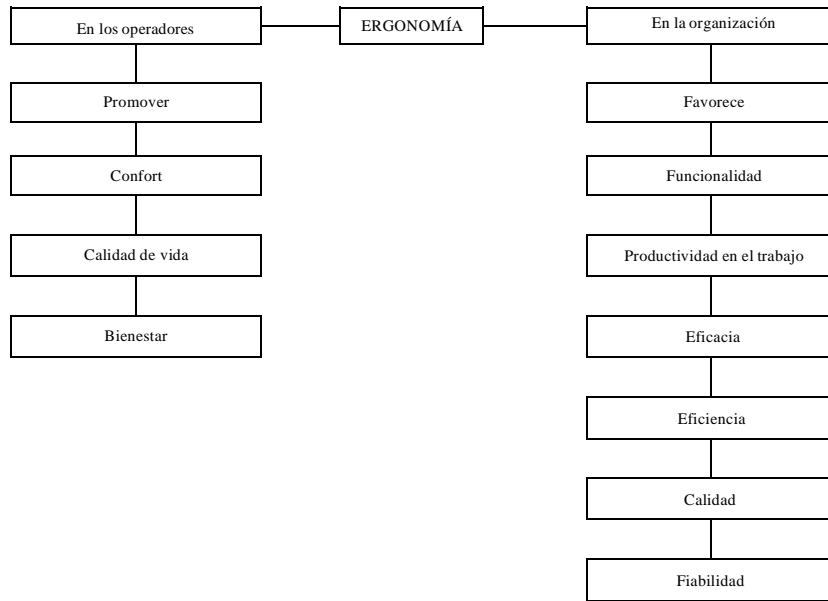 En los operadores
ERGONOMÍA
En la organización
Promover
Favorece
Confort
Funcionalidad
Calidad de vida
Productividad en el trabajo
Bienestar
Eficacia
Eficiencia
Calidad
Fiabilidad